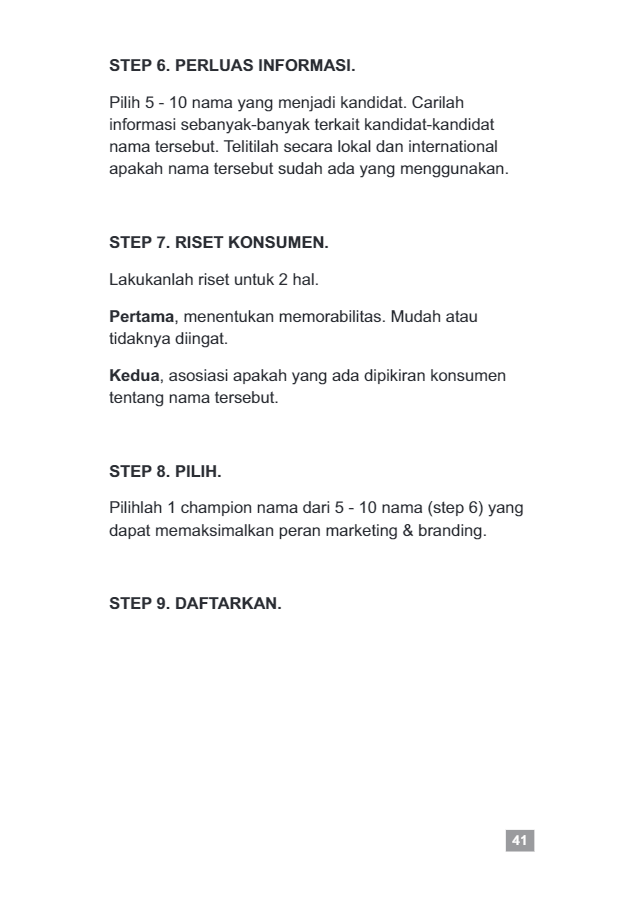 STEP 6. PERLUAS INFORMASI.
Pilih 5 - 10 nama yang menjadi kandidat. Carilah
informasi sebanyak-banyak terkait kandidat-kandidat
nama tersebut. Telitilah secara lokal dan international
apakah nama tersebut sudah ada yang menggunakan.
STEP 7. RISET KONSUMEN.
Lakukanlah riset untuk 2 hal.
Pertama, menentukan memorabilitas. Mudah atau
tidaknya diingat.
Kedua, asosiasi apakah yang ada dipikiran konsumen
tentang nama tersebut.
STEP 8. PILIH.
Pilihlah 1 champion nama dari 5 - 10 nama (step 6) yang
dapat memaksimalkan peran marketing & branding.
STEP 9. DAFTARKAN.
41